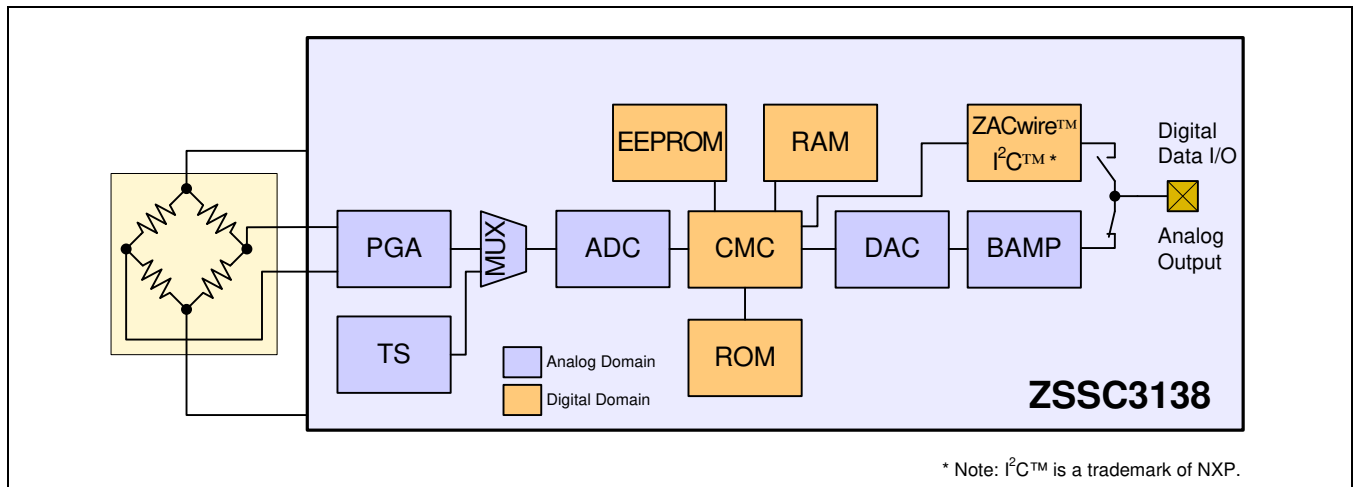 EEPROM
RAM
ZACwire™
I²C™ *
Digital
Data I/O
PGA
MUX
ADC
CMC
DAC
BAMP
Analog
Output
TS
ROM
Analog Domain
Digital Domain
ZSSC3138
* Note: I²C™ is a trademark of NXP.